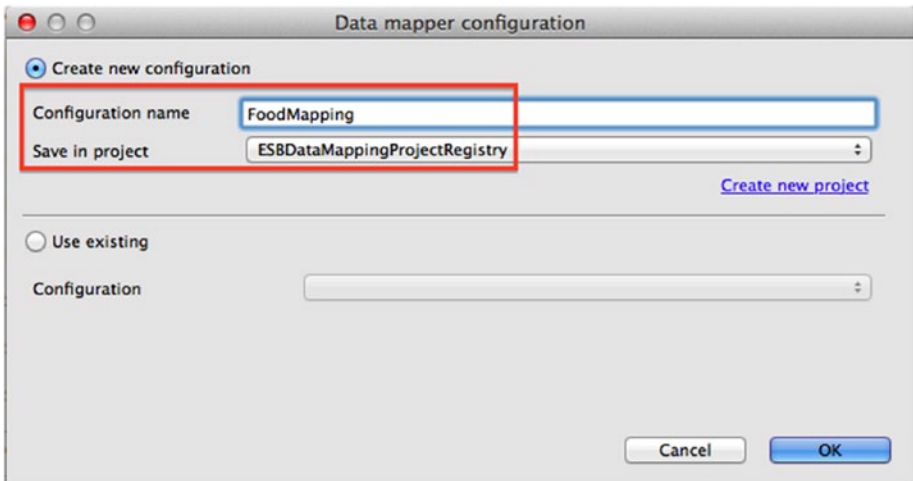 Data mapper configuration
Create new configuration
Configuration name FoodMapping
Save in project ESBDataMappingProjectRegistry
Create new project
Use existing
Configuration
Cancel OK